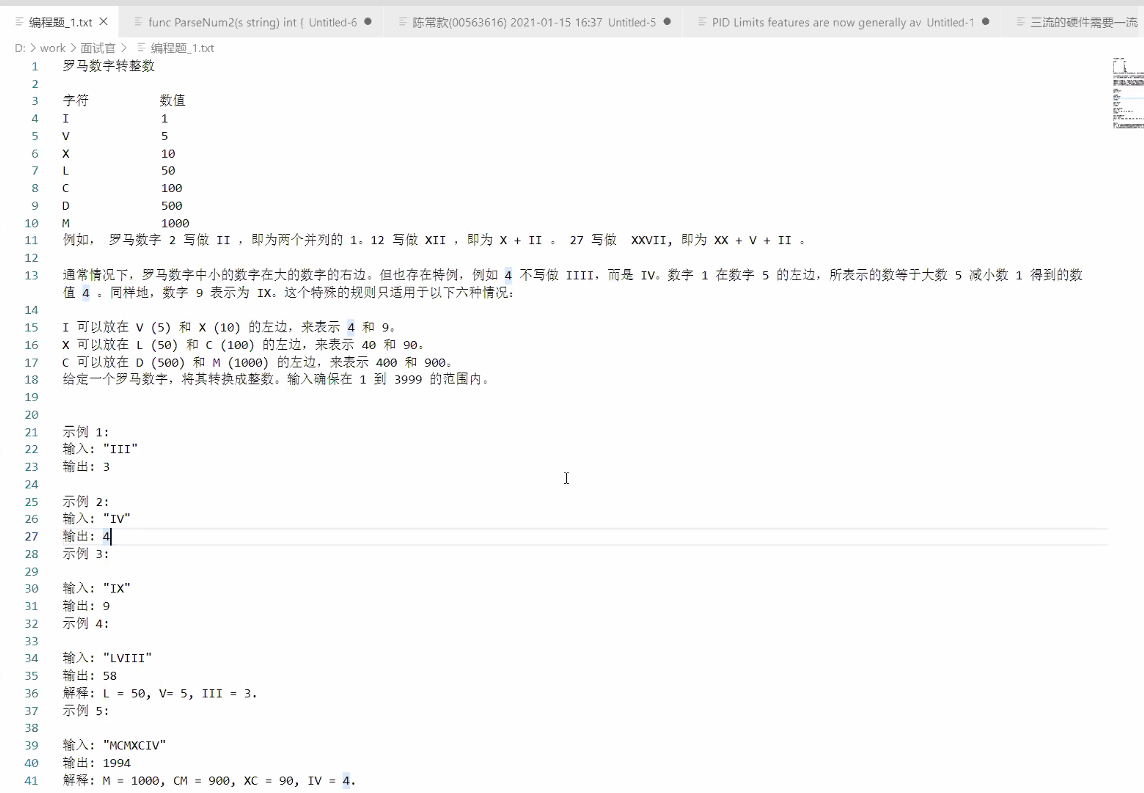 编程题_1.txt × func ParseNum2(s string) int { Untitled-6 ● 陈常款(00563616) 2021-01-15 16:37 Untitled-5 ● PID Limits features are now generally av Untitled-1 ● 三流的硬件需要一流
D: > work > 面试官 > 编程题_1.txt
1 罗马数字转整数
2
3 字符 数值
4 I 1
5 V 5
6 X 10
7 L 50
8 C 100
9 D 500
10 M 1000
11 例如， 罗马数字 2 写做 II ，即为两个并列的 1。12 写做 XII ，即为 X + II 。 27 写做 XXVII, 即为 XX + V + II 。
12
13 通常情况下，罗马数字中小的数字在大的数字的右边。但也存在特例，例如 4 不写做 IIII，而是 IV。数字 1 在数字 5 的左边，所表示的数等于大数 5 减小数 1 得到的数
值 4 。同样地，数字 9 表示为 IX。这个特殊的规则只适用于以下六种情况：
14
15 I 可以放在 V (5) 和 X (10) 的左边，来表示 4 和 9。
16 X 可以放在 L (50) 和 C (100) 的左边，来表示 40 和 90。
17 C 可以放在 D (500) 和 M (1000) 的左边，来表示 400 和 900。
18 给定一个罗马数字，将其转换成整数。输入确保在 1 到 3999 的范围内。
19
20
21 示例 1:
22 输入: "III"
23 输出: 3
24
25 示例 2:
26 输入: "IV"
27 输出: 4
28 示例 3:
29
30 输入: "IX"
31 输出: 9
32 示例 4:
33
34 输入: "LVIII"
35 输出: 58
36 解释: L = 50, V= 5, III = 3.
37 示例 5:
38
39 输入: "MCMXCIV"
40 输出: 1994
41 解释: M = 1000, CM = 900, XC = 90, IV = 4.